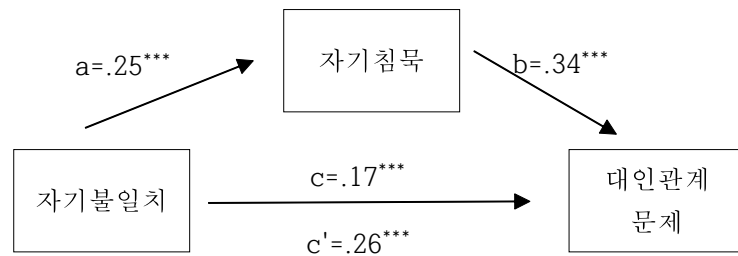 자기침묵
a=.25***
b=.34***
자기불일치
c=.17***
c'=.26***
대인관계
문제